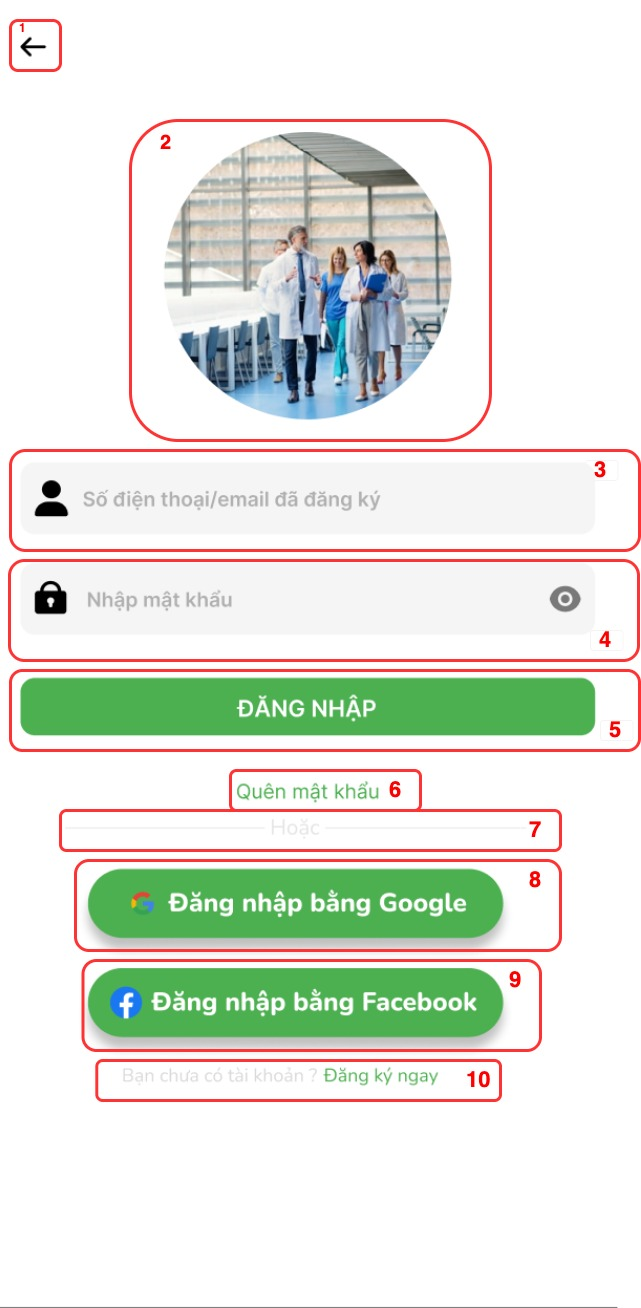 1
2
3
Số điện thoại/email đã đăng ký
Nhập mật khẩu
4
ĐĂNG NHẬP
5
Quên mật khẩu 6
Hoặc 7
8
Đăng nhập bằng Google
9
Đăng nhập bằng Facebook
Bạn chưa có tài khoản ? Đăng ký ngay 10